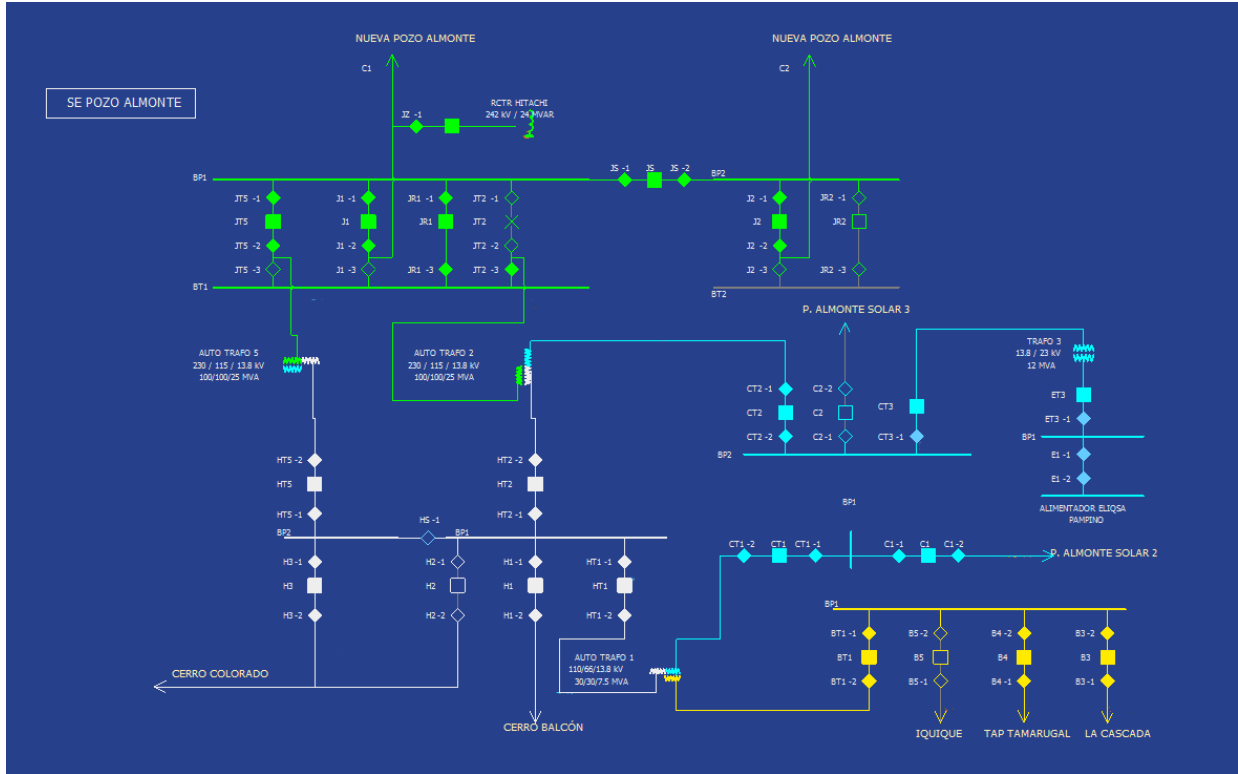 NUEVA POZO ALMONTE
NUEVA POZO ALMONTE
C1
C2
SE POZO ALMONTE
RCTR HITACHI
242 kV / 24 MVAR
JZ -1
JS -1
JS
JS -2
BP1
BP2
JT5 -1
J1 -1
JR1 -1
JT2 -1
J2 -1
JR2 -1
JT5
J1
JR1
JT2
J2
JR2
JT5 -2
J1 -2
JT2 -2
J2 -2
JT5 -3
J1 -3
JR1 -3
JT2 -3
J2 -3
JR2 -3
BT1
BT2
P. ALMONTE SOLAR 3
AUTO TRAFO 5
230 / 115 / 13.8 kV
100/100/25 MVA
AUTO TRAFO 2
230 / 115 / 13.8 kV
100/100/25 MVA
TRAFO 3
13.8 / 23 kV
12 MVA
CT2 -1
C2 -2
ET3
CT2
C2
CT3
ET3 -1
CT2 -2
C2 -1
CT3 -1
BP1
BP2
E1 -1
E1 -2
ALIMENTADOR ELIQSA
PAMPINO
HT5 -2
HT2 -2
HT5
HT2
HT5 -1
HT2 -1
BP1
HS -1
BP2
BP1
CT1 -2
CT1
CT1 -1
C1 -1
C1
C1 -2
P. ALMONTE SOLAR 2
H3 -1
H2 -1
H1 -1
HT1 -1
H3
H2
H1
HT1
H3 -2
H2 -2
H1 -2
HT1 -2
BP1
BT1 -1
B5 -2
B4 -2
B3 -2
BT1
B5
B4
B3
BT1 -2
B5 -1
B4 -1
B3 -1
AUTO TRAFO 1
110/66/13.8 kV
30/30/7.5 MVA
CERRO COLORADO
CERRO BALCÓN
IQUIQUE
TAP TAMARUGAL
LA CASCADA